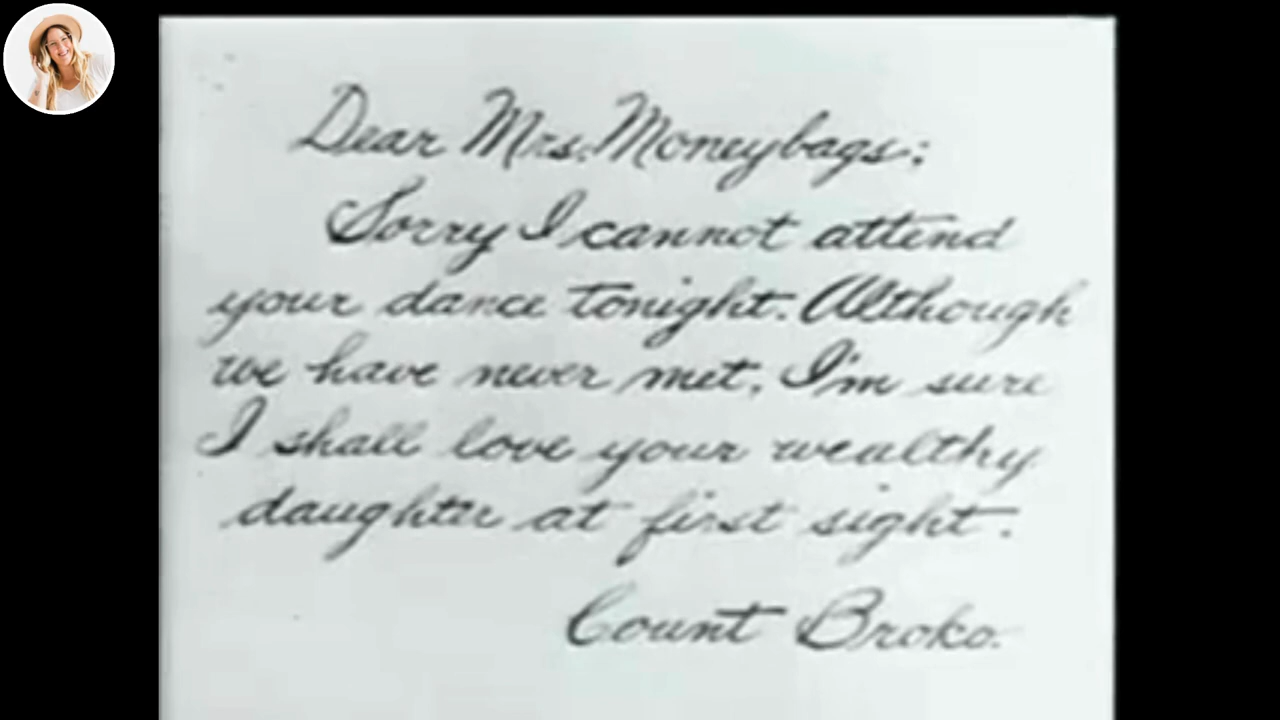 Dear Mrs. Moneybags:
Sorry I cannot attend
your dance tonight. Although
we have never met, I'm sure
I shall love your wealthy
daughter at first sight.
Count Broko.